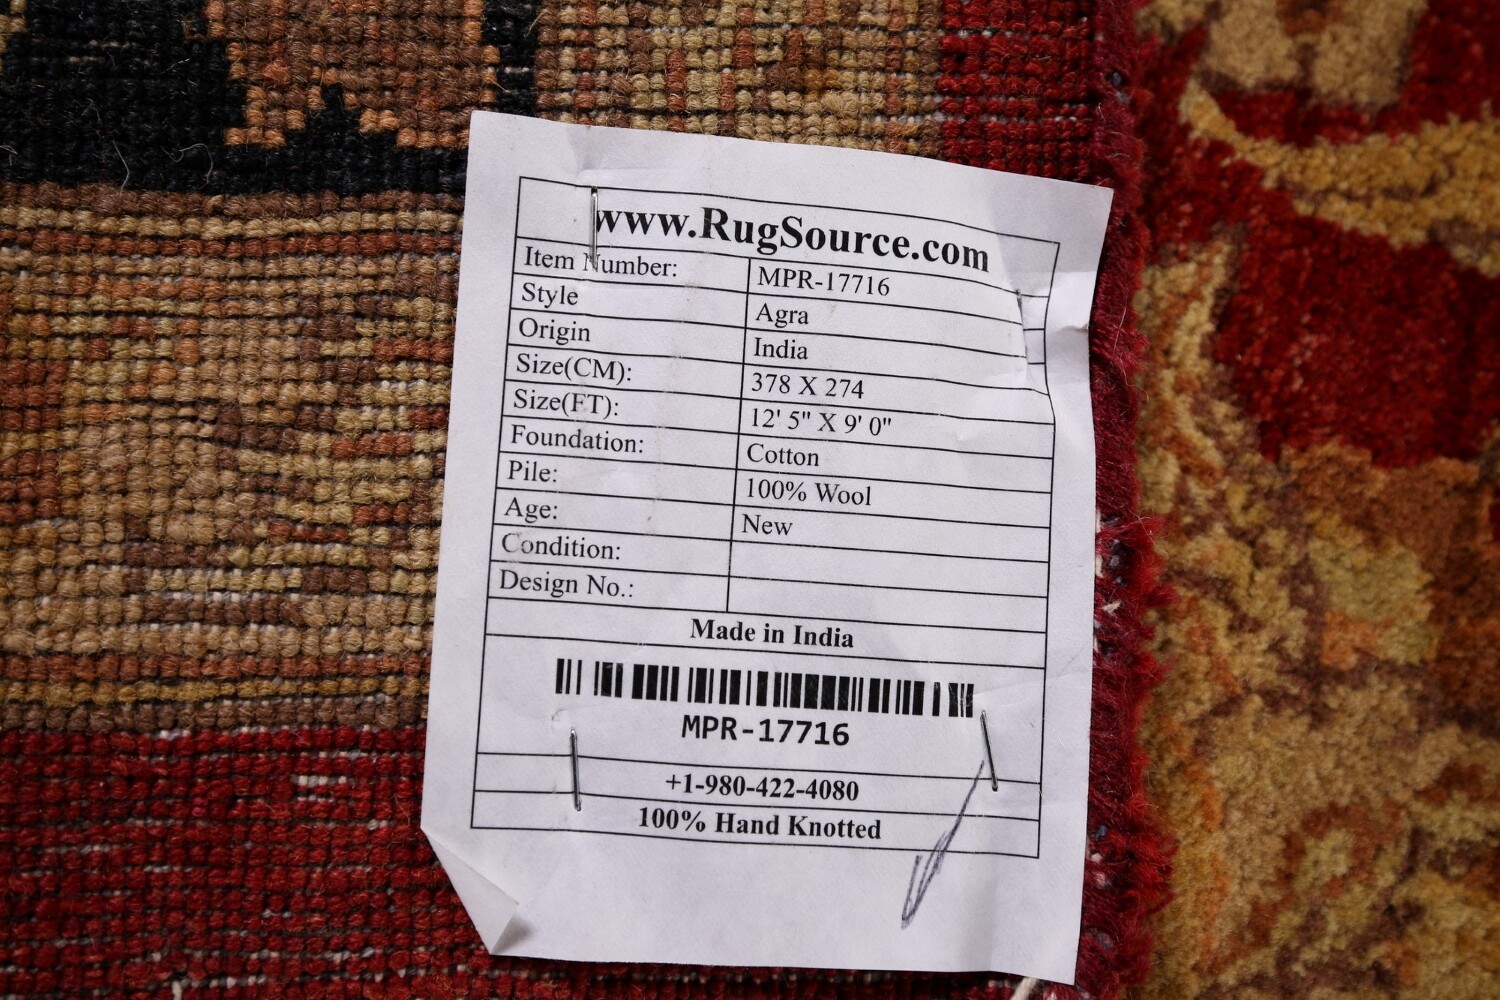 www.RugSource.com
Item Number: MPR-17716
Style Agra
Origin India
Size(CM): 378 X 274
Size(FT): 12' 5" X 9' 0"
Foundation: Cotton
Pile: 100% Wool
Age: New
Condition:
Design No.:
Made in India
MPR-17716
+1-980-422-4080
100% Hand Knotted